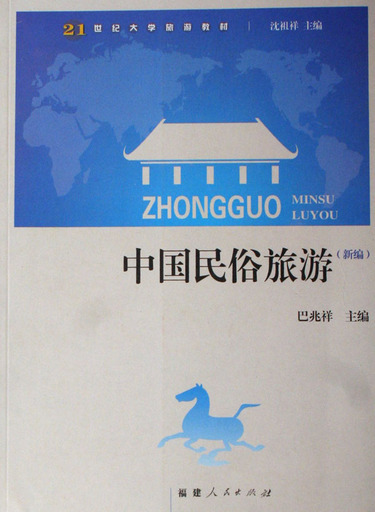 21世纪大学旅游教材 | 沈祖祥 主编
ZHONGGUO
MINSU
LUYOU
中国民俗旅游(新编)
巴兆祥 主编
福建人民出版社